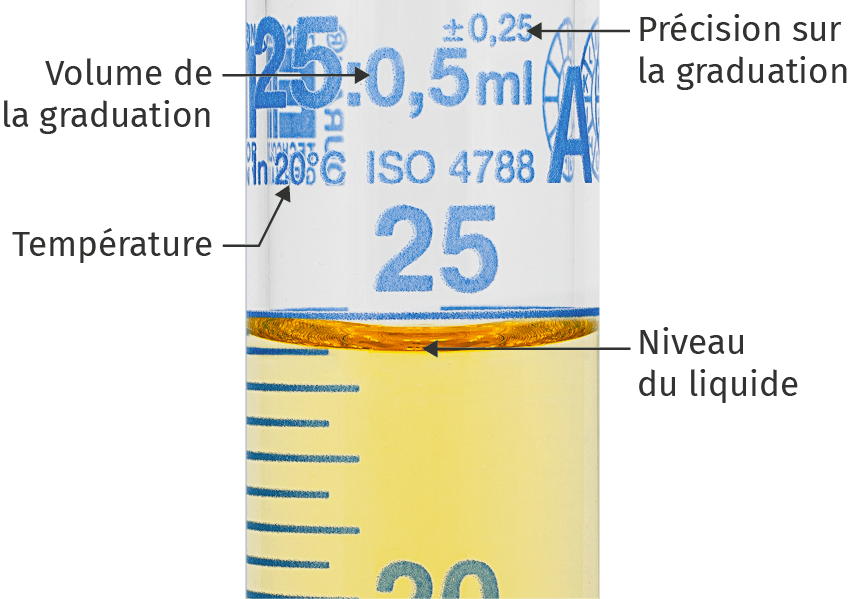 ± 0,25
Précision sur
la graduation
Volume de
la graduation
25:0,5 ml
A
In 20°C ISO 4788
25
Température
Niveau
du liquide
20